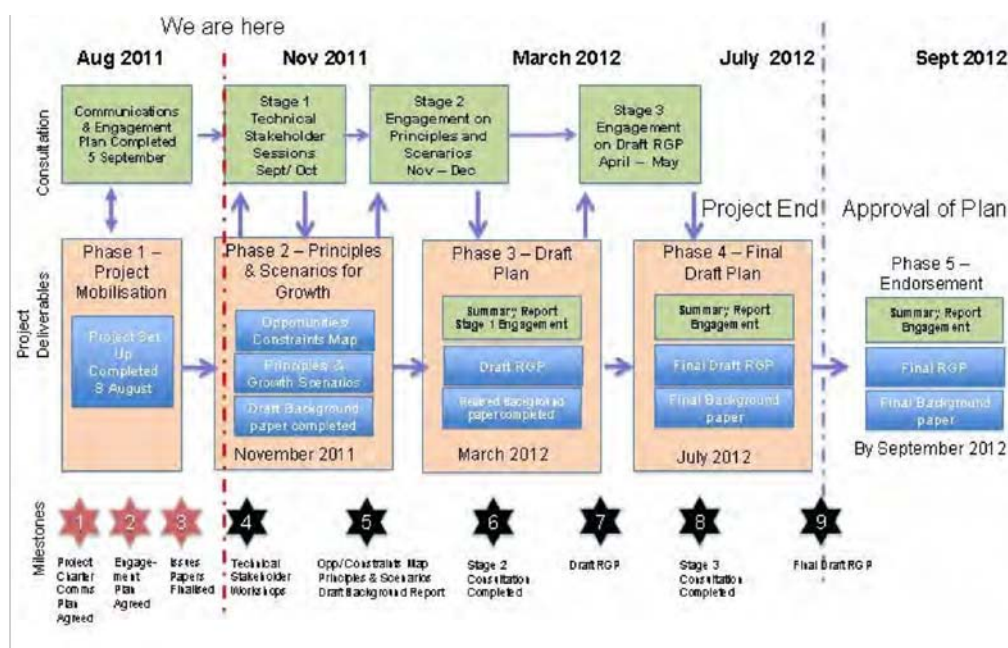 We are here
Aug 2011
Nov 2011
March 2012
July 2012
Sept 2012
Consultation
Communications
& Engagement
Plan Completed
5 September
Stage 1
Technical
Stakeholder
Sessions
Sept/ Oct
Stage 2
Engagement on
Principles and
Scenarios
Nov – Dec
Stage 3
Engagement
on Draft RGP
April – May
Project End
Approval of Plan
Project
Deliverables
Phase 1 –
Project
Mobilisation
Project Set
Up
Completed
8 August
Phase 2 – Principles
& Scenarios for
Growth
Opportunities/
Constraints Map
Principles &
Growth Scenarios
Draft Background
paper completed
November 2011
Phase 3 – Draft
Plan
Summary Report
Stage 1 Engagement
Draft RGP
Revised Background
paper completed
March 2012
Phase 4 – Final
Draft Plan
Summary Report
Engagement
Final Draft RGP
Final Background
paper
July 2012
Phase 5 –
Endorsement
Summary Report
Engagement
Final RGP
Final Background
paper
By September 2012
Milestones
1
2
3
4
5
6
7
8
9
Project
Charter
Comms
Plan
Agreed
Engage-
ment
Plan
Agreed
Issues
Papers
Finalised
Technical
Stakeholder
Workshops
Opp/Constraints Map
Principles & Scenarios
Draft Background Report
Stage 2
Consultation
Completed
Draft RGP
Stage 3
Consultation
Completed
Final Draft RGP